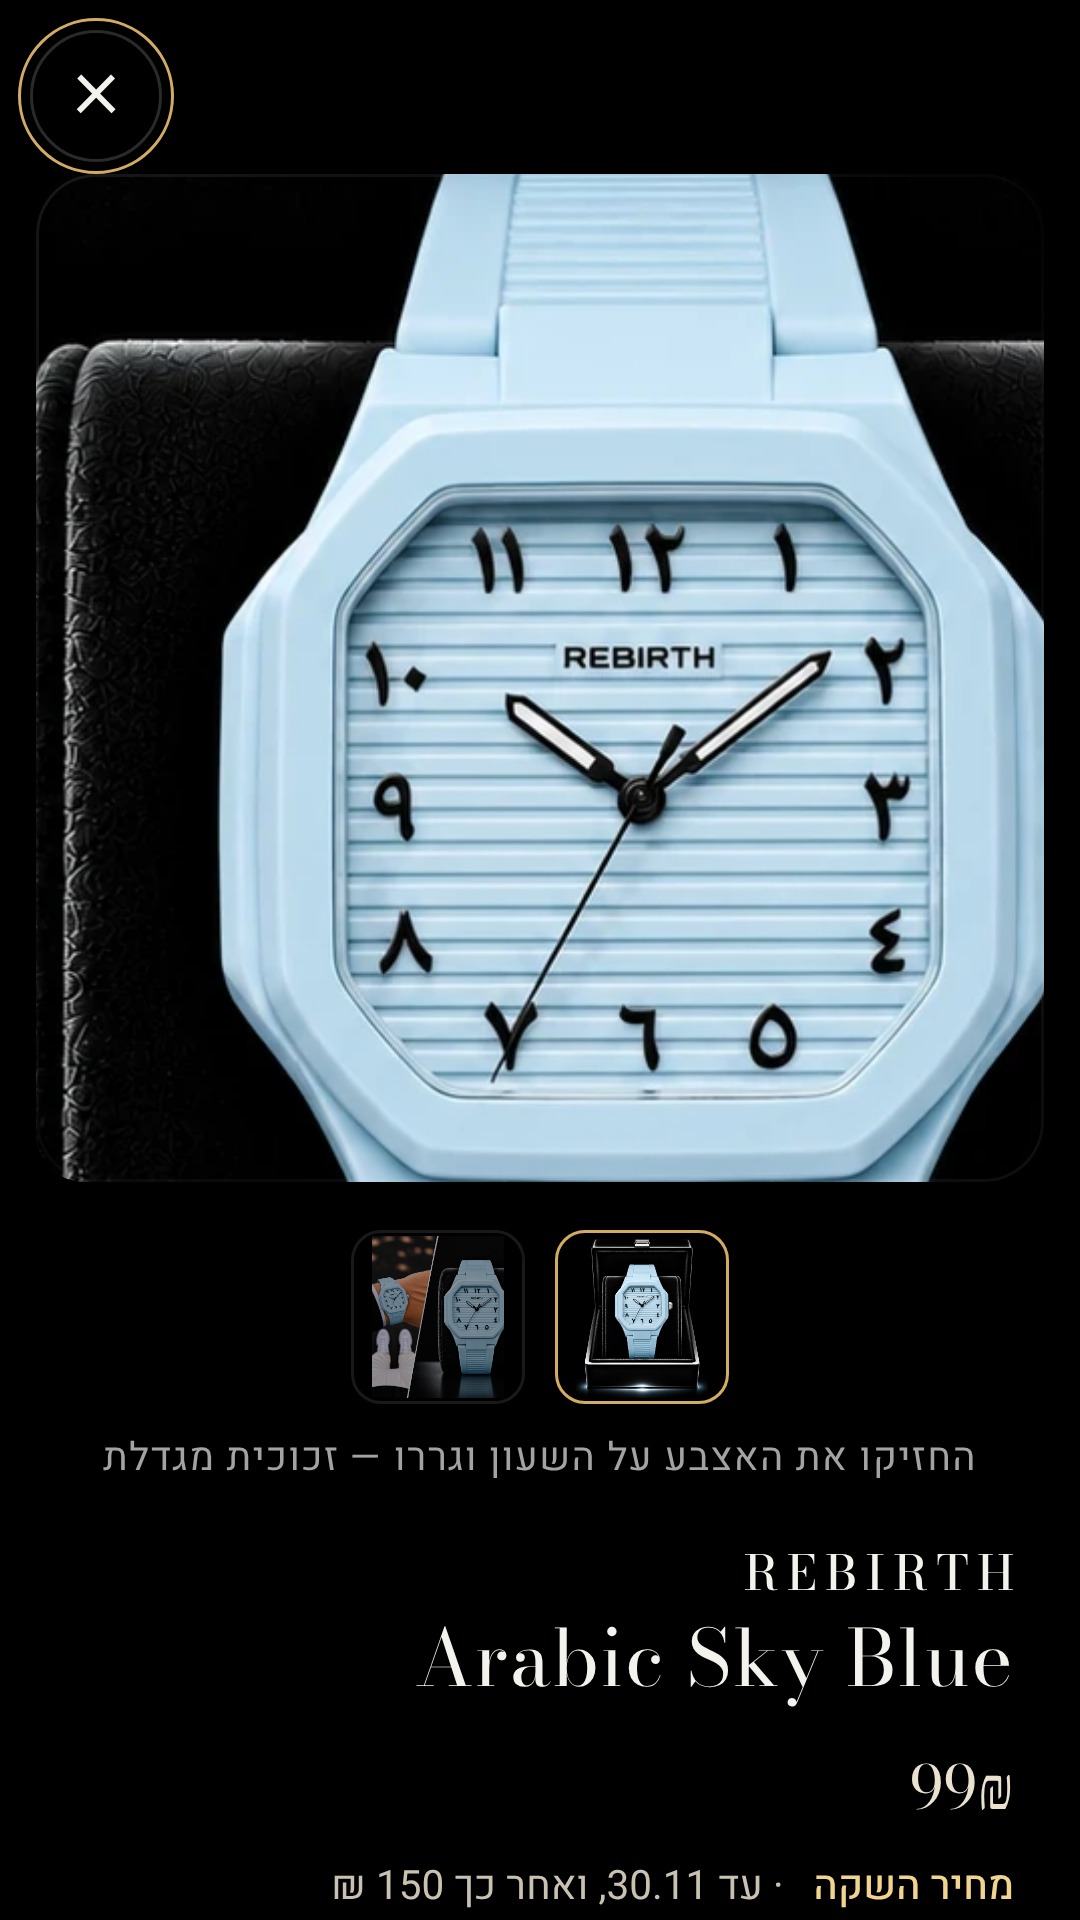 ١١ ١٢ ١
REBIRTH
١٠ ٢
٩ ٣
٨ ٤
٧ ٦ ٥
החזיקו את האצבע על השעון וגררו — זכוכית מגדלת
REBIRTH
Arabic Sky Blue
99₪
מחיר השקה · עד 30.11, ואחר כך 150 ₪